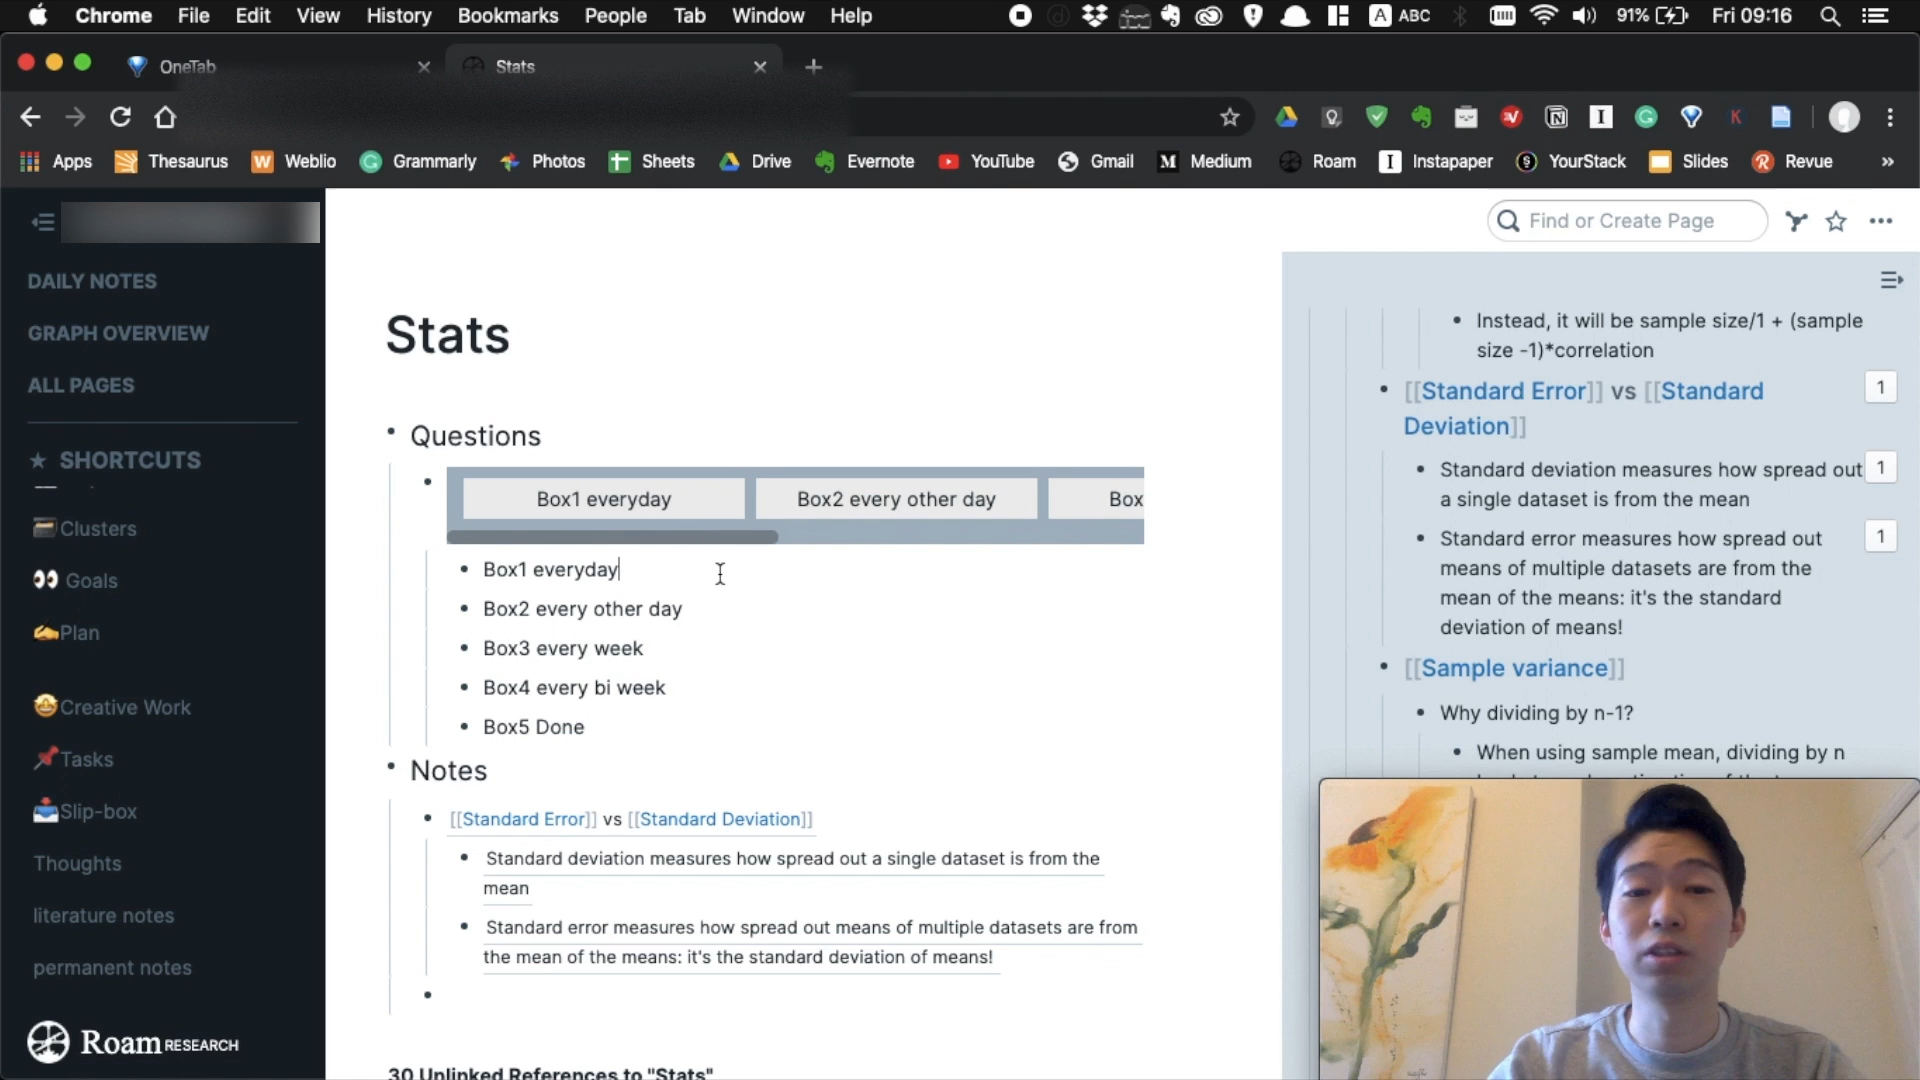 Chrome File Edit View History Bookmarks People Tab Window Help A ABC 91% Fri 09:16
OneTab Stats
Apps Thesaurus Weblio Grammarly Photos Sheets Drive Evernote YouTube Gmail Medium Roam Instapaper YourStack Slides Revue »
Find or Create Page
DAILY NOTES
GRAPH OVERVIEW
ALL PAGES
SHORTCUTS
Clusters
Goals
Plan
Creative Work
Tasks
Slip-box
Thoughts
literature notes
permanent notes
Roam RESEARCH
Stats
Questions
Box1 everyday Box2 every other day Box
Box1 everyday
Box2 every other day
Box3 every week
Box4 every bi week
Box5 Done
Notes
[[Standard Error]] vs [[Standard Deviation]]
Standard deviation measures how spread out a single dataset is from the
mean
Standard error measures how spread out means of multiple datasets are from
the mean of the means: it's the standard deviation of means!
30 Unlinked References to "Stats"
Instead, it will be sample size/1 + (sample
size -1)*correlation
[[Standard Error]] vs [[Standard 1
Deviation]]
Standard deviation measures how spread out 1
a single dataset is from the mean
Standard error measures how spread out 1
means of multiple datasets are from the
mean of the means: it's the standard
deviation of means!
[[Sample variance]]
Why dividing by n-1?
When using sample mean, dividing by n